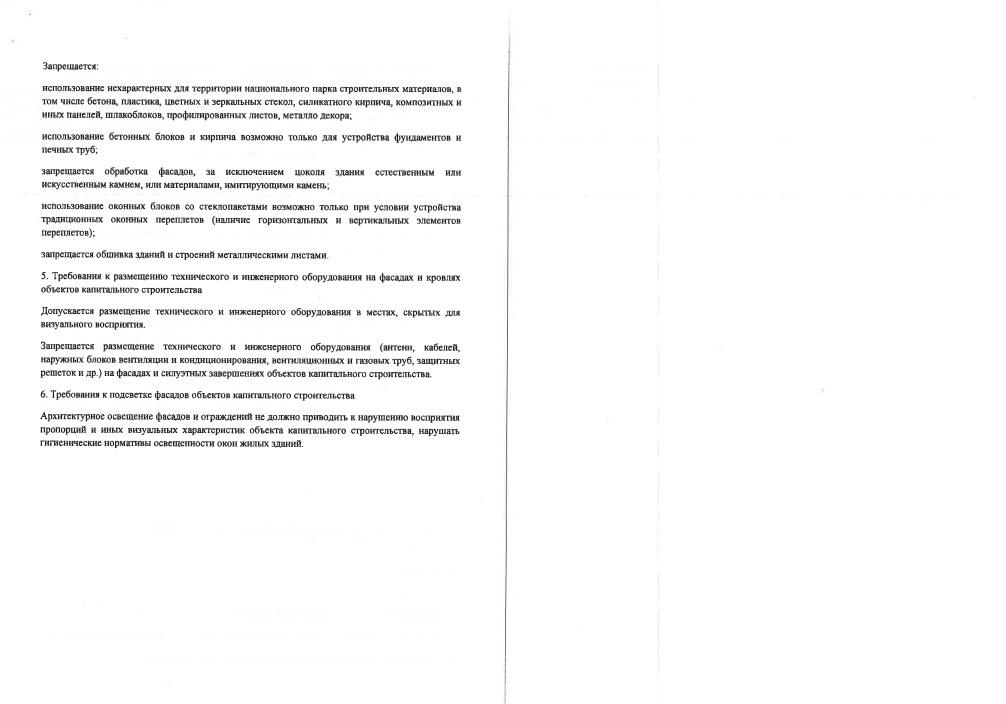 Запрещается:
использование нехарактерных для территории национального парка строительных материалов, в
том числе бетона, пластика, цветных и зеркальных стекол, силикатного кирпича, композитных и
иных панелей, шлакоблоков, профилированных листов, металло декора;
использование бетонных блоков и кирпича возможно только для устройства фундаментов и
печных труб;
запрещается обработка фасадов, за исключением цоколя здания естественным или
искусственным камнем, или материалами, имитирующими камень;
использование оконных блоков со стеклопакетами возможно только при условии устройства
традиционных оконных переплетов (наличие горизонтальных и вертикальных элементов
переплетов);
запрещается обшивка зданий и строений металлическими листами.
5. Требования к размещению технического и инженерного оборудования на фасадах и кровлях
объектов капитального строительства
Допускается размещение технического и инженерного оборудования в местах, скрытых для
визуального восприятия.
Запрещается размещение технического и инженерного оборудования (антенн, кабелей,
наружных блоков вентиляции и кондиционирования, вентиляционных и газовых труб, защитных
решеток и др.) на фасадах и силуэтных завершениях объектов капитального строительства.
6. Требования к подсветке фасадов объектов капитального строительства
Архитектурное освещение фасадов и ограждений не должно приводить к нарушению восприятия
пропорций и иных визуальных характеристик объекта капитального строительства, нарушать
гигиенические нормативы освещенности окон жилых зданий.